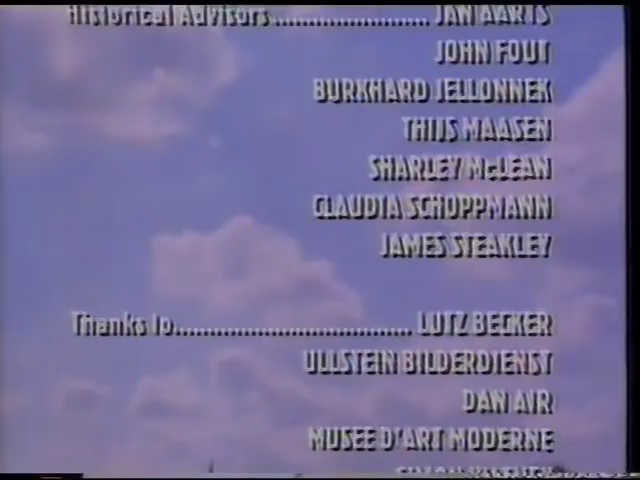 Historical Advisors...................... JAN AARTS
JOHN FOUT
BURKHARD JELLONNEK
THIJS MAASEN
SHARLEY McLEAN
CLAUDIA SCHOPPMANN
JAMES STEAKLEY
Thanks to................................. LUTZ BECKER
ULLSTEIN BILDERDIENST
DAN AIR
MUSEE D'ART MODERNE